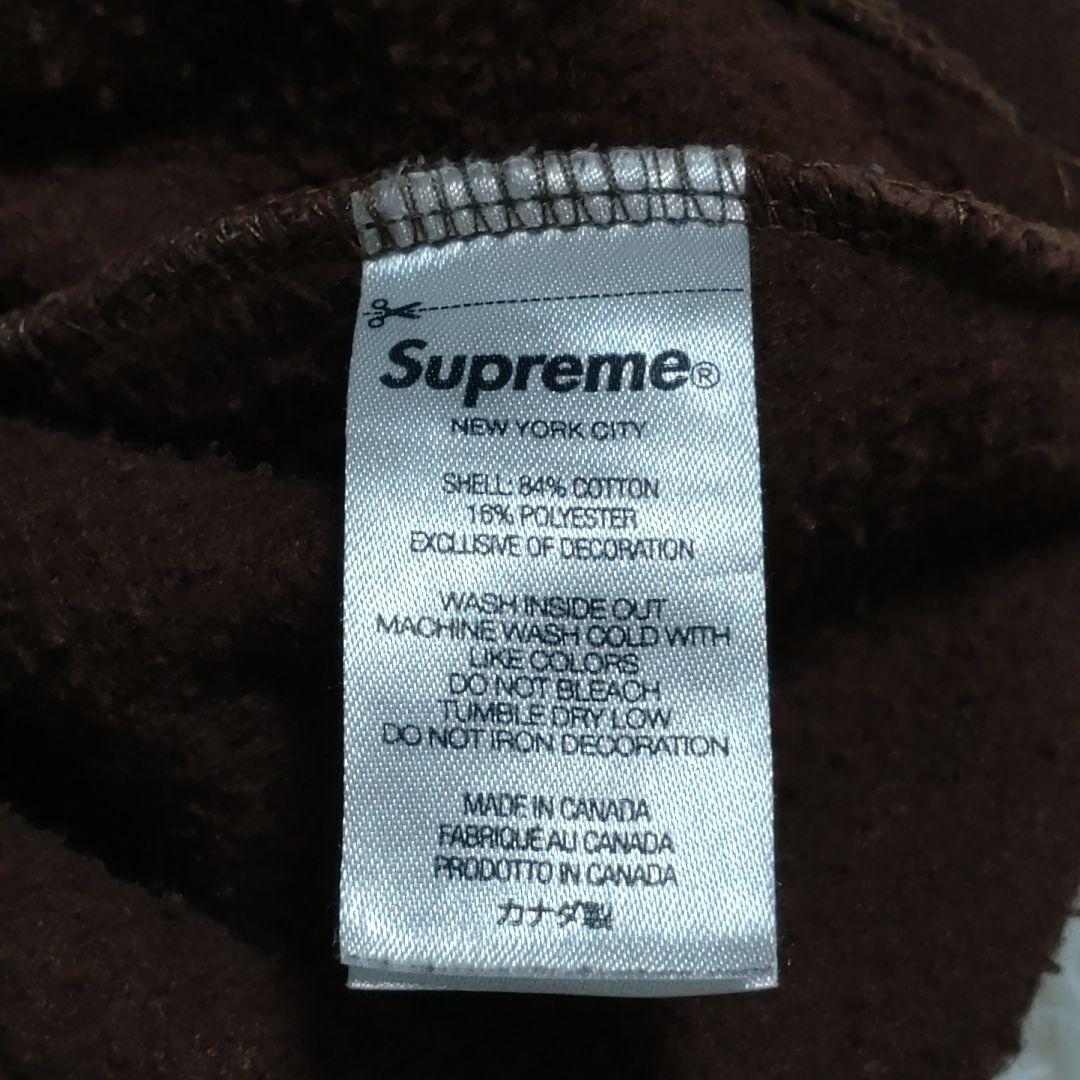 Supreme®
NEW YORK CITY
SHELL: 84% COTTON
16% POLYESTER
EXCLUSIVE OF DECORATION
WASH INSIDE OUT
MACHINE WASH COLD WITH
LIKE COLORS
DO NOT BLEACH
TUMBLE DRY LOW
DO NOT IRON DECORATION
MADE IN CANADA
FABRIQUÉ AU CANADA
PRODOTTO IN CANADA
カナダ製